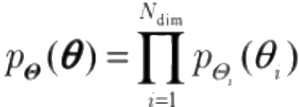 p_Θ(θ) = ∏_{i=1}^{N_dim} p_{Θ_i}(θ_i)